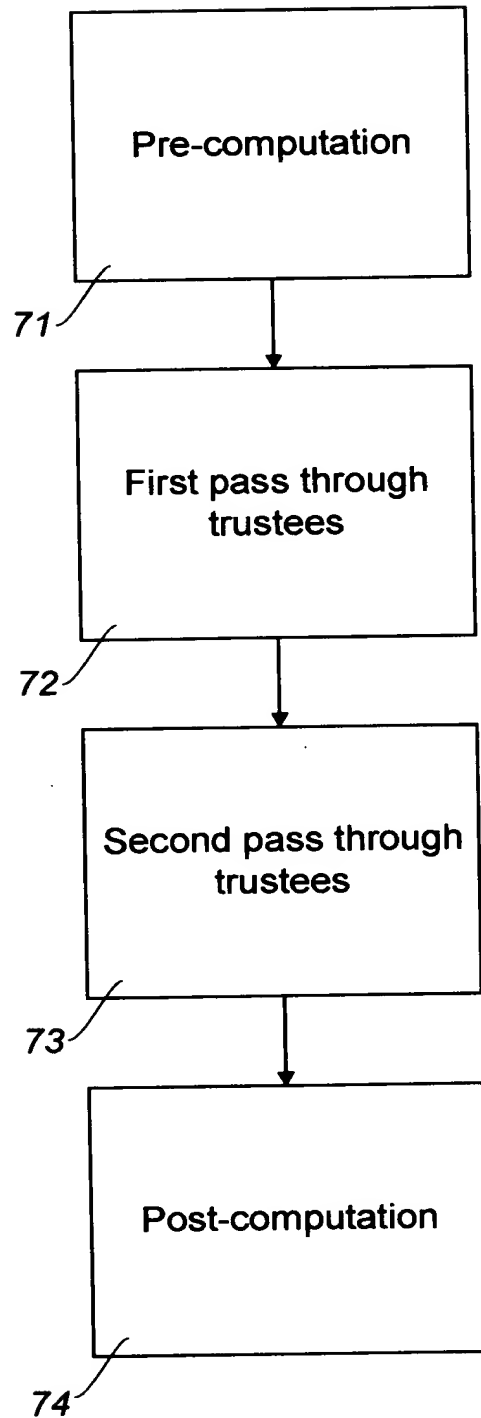 Pre-computation
71
First pass through
trustees
72
Second pass through
trustees
73
Post-computation
74